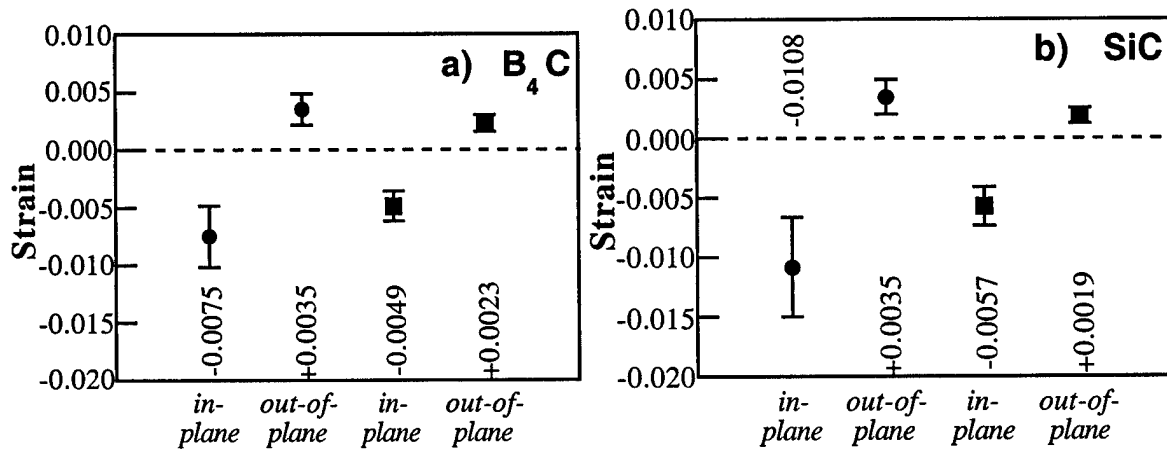 Strain
0.010
0.005
0.000
-0.005
-0.010
-0.015
-0.020
a) B4 C
-0.0075
+0.0035
-0.0049
+0.0023
in-plane
out-of-plane
in-plane
out-of-plane
Strain
0.010
0.005
0.000
-0.005
-0.010
-0.015
-0.020
b) SiC
-0.0108
+0.0035
-0.0057
+0.0019
in-plane
out-of-plane
in-plane
out-of-plane